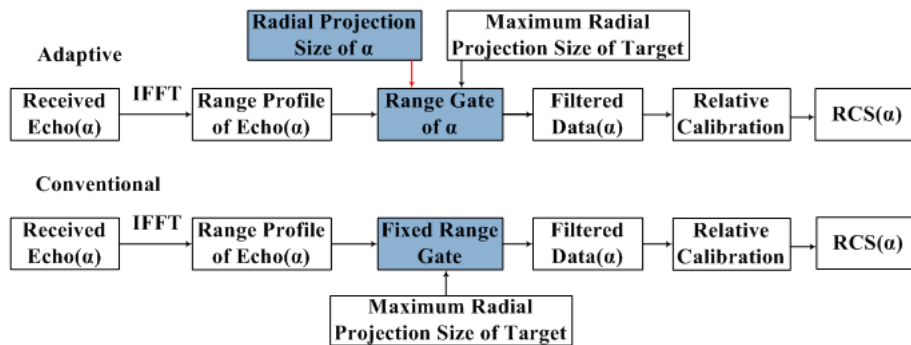 Radial Projection
Size of α
Maximum Radial
Projection Size of Target
Adaptive
Received
Echo(α)
IFFT
Range Profile
of Echo(α)
Range Gate
of α
Filtered
Data(α)
Relative
Calibration
RCS(α)
Conventional
Received
Echo(α)
IFFT
Range Profile
of Echo(α)
Fixed Range
Gate
Filtered
Data(α)
Relative
Calibration
RCS(α)
Maximum Radial
Projection Size of Target